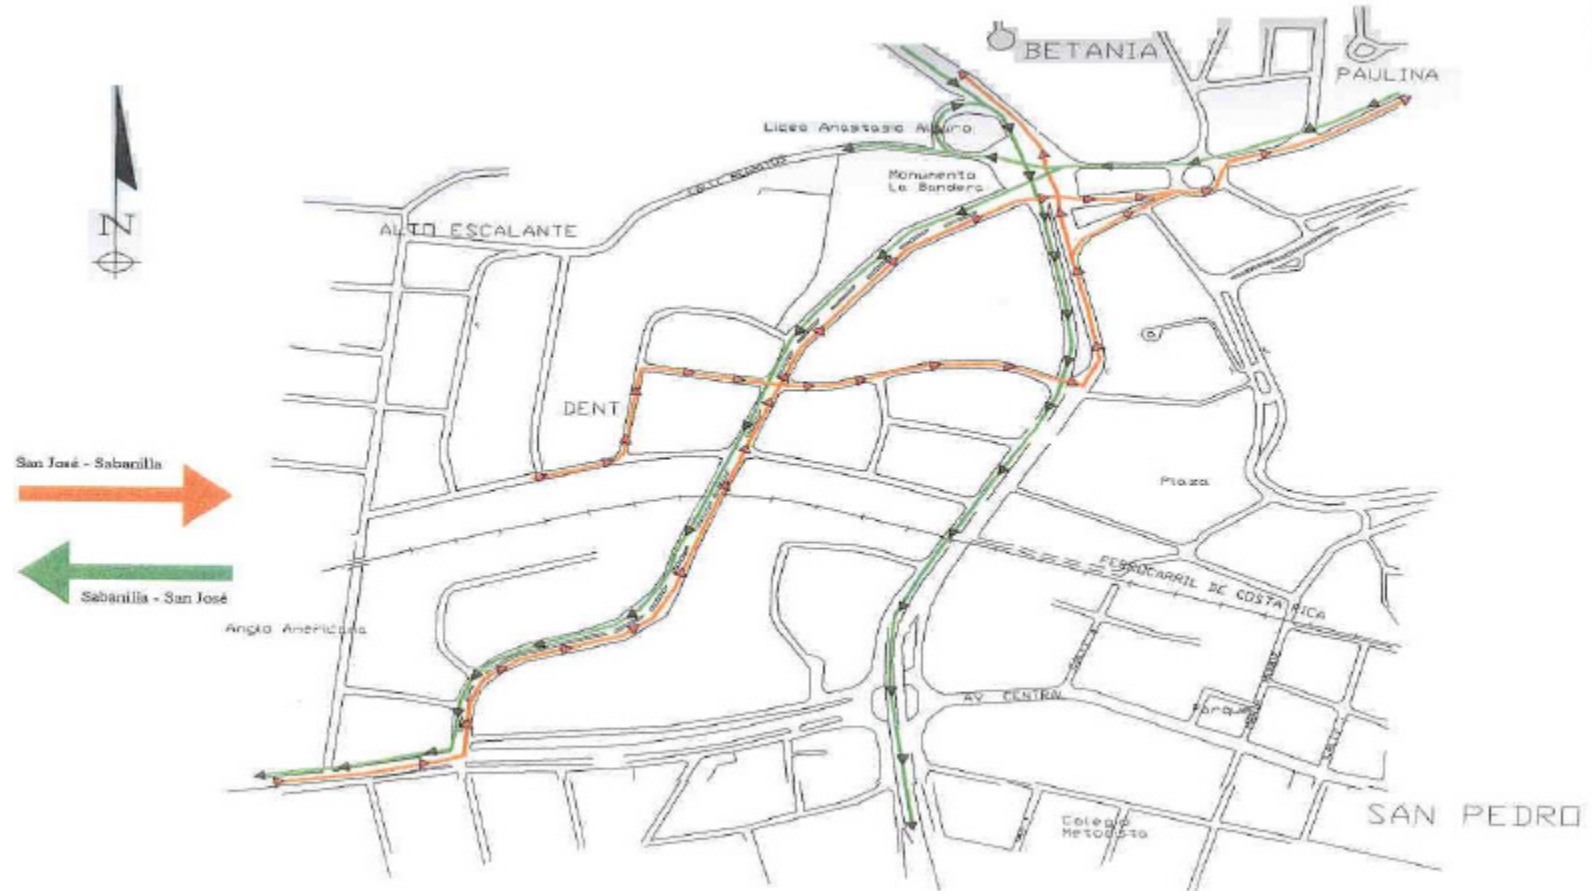 BETANIA
PAULINA
Liceo Anastasio Alfaro
Monumento
La Bandera
N
ALTO ESCALANTE
DENT
San José - Sabanilla
Plaza
Sabanilla - San José
FERROCARRIL DE COSTA RICA
Anglo Americano
AV CENTRAL
Parque
SAN PEDRO
Colegio
Metodista